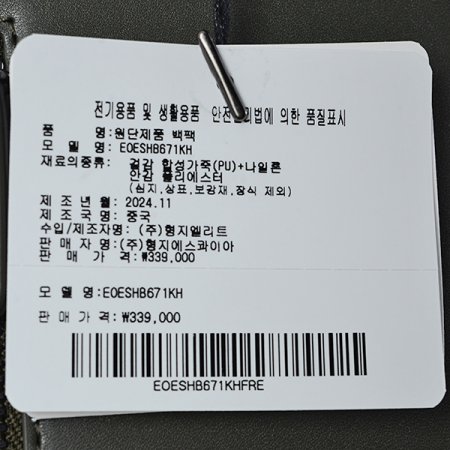 전기용품 및 생활용품 안전관리법에 의한 품질표시
품 명:원단제품 백팩
모 델 명: EOESHB671KH
재료의종류: 겉감 합성가죽(PU)+나일론
안감 폴리에스터
(심지,상표,보강재,장식 제외)
제 조 년 월: 2024.11
제 조 국 명: 중국
수입/제조자명: (주)형지엘리트
판 매 자 명:(주)형지에스콰이아
판 매 가 격:₩339,000
모 델 명:EOESHB671KH
판 매 가 격:₩339,000
EOESHB671KHFRE